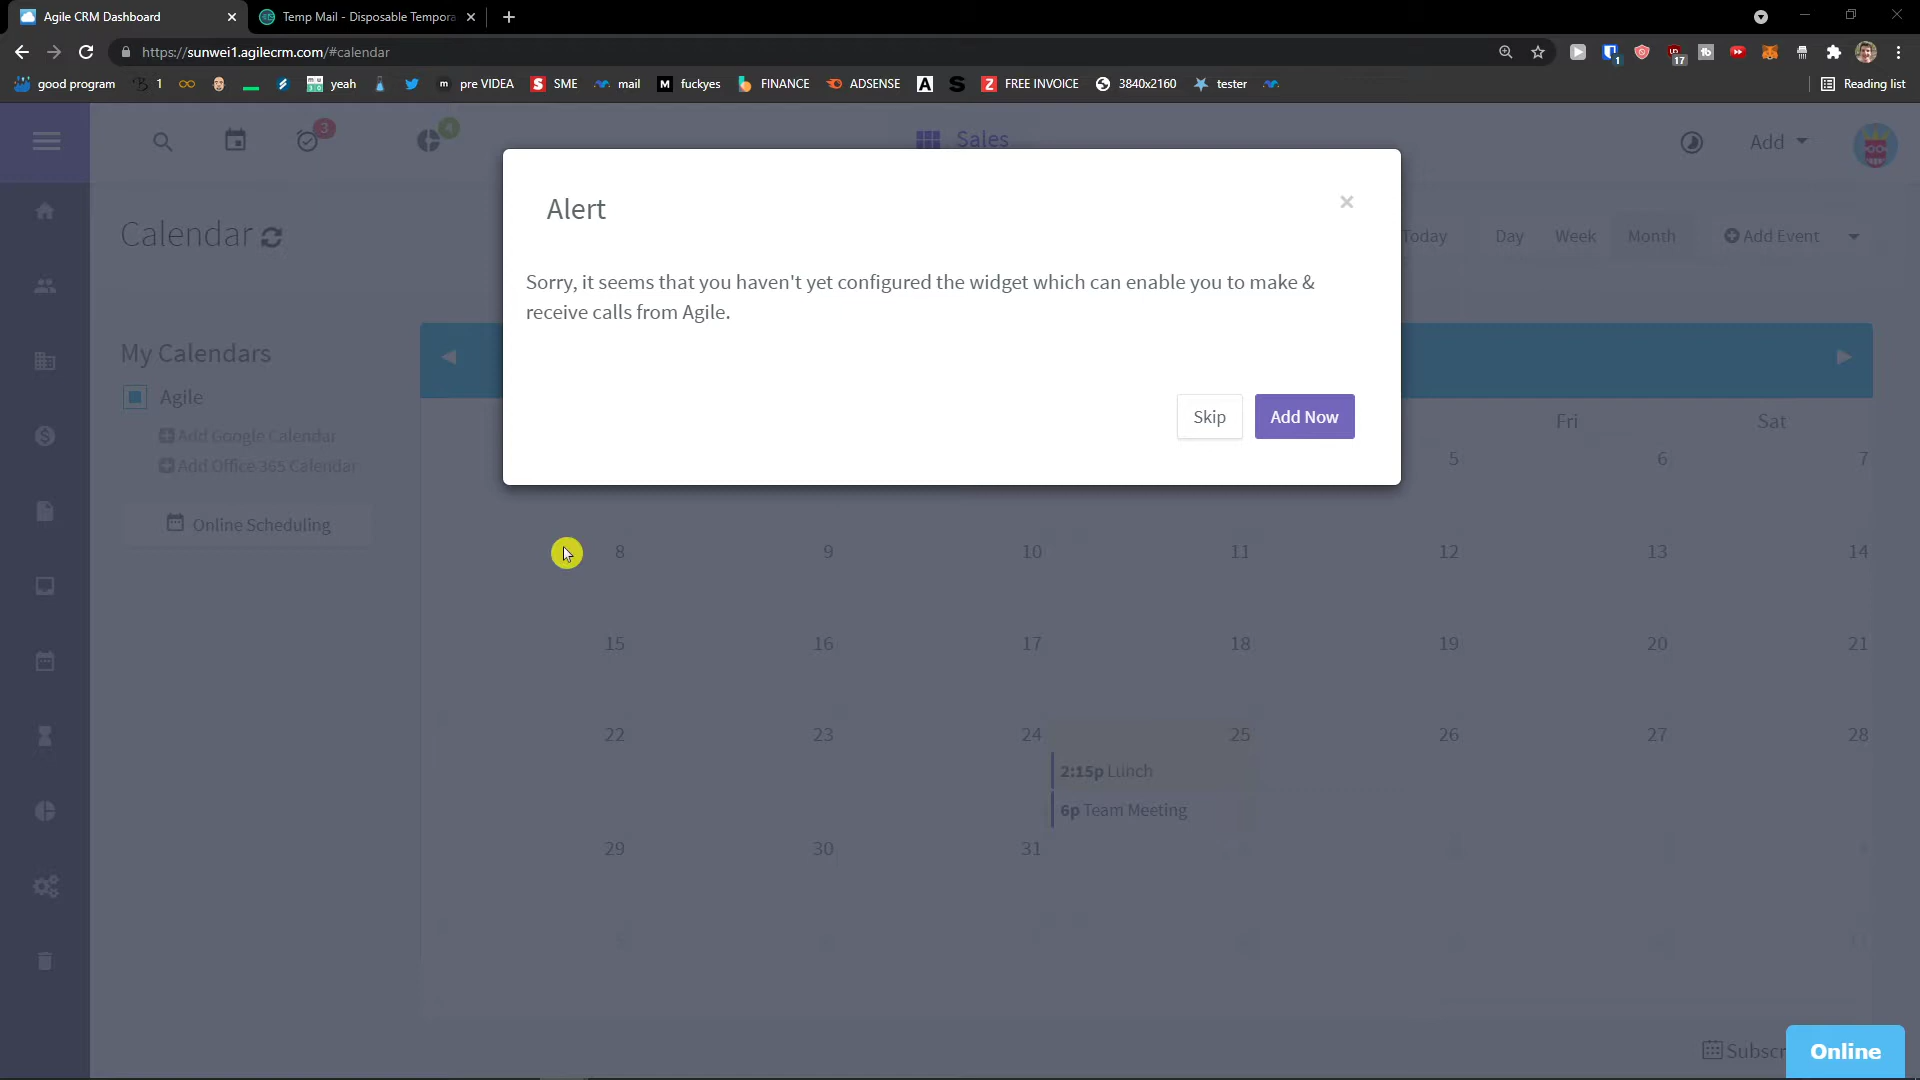 Agile CRM Dashboard
Temp Mail - Disposable Tempora
https://sunwei1.agilecrm.com/#calendar
1
17
good program
1
yeah
pre VIDEA
SME
mail
fuckyes
FINANCE
ADSENSE
FREE INVOICE
3840x2160
tester
Reading list
3
4
Sales
Add
Calendar
Today
Day
Week
Month
Add Event
Alert
×
Sorry, it seems that you haven't yet configured the widget which can enable you to make &
receive calls from Agile.
Skip
Add Now
My Calendars
Agile
Add Google Calendar
Add Office 365 Calendar
Online Scheduling
Fri
Sat
5
6
7
8
9
10
11
12
13
14
15
16
17
18
19
20
21
22
23
24
25
26
27
28
2:15p Lunch
6p Team Meeting
29
30
31
Subscr
Online